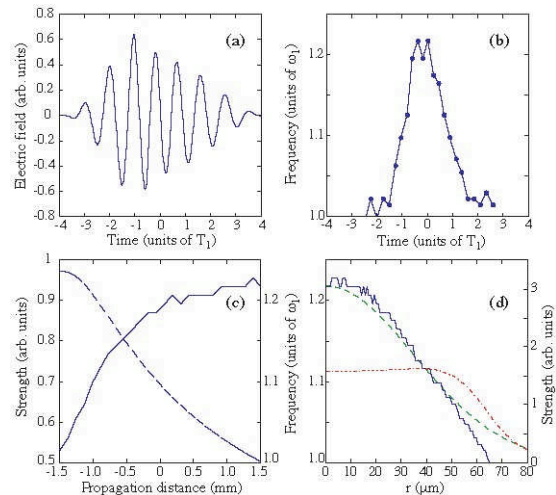 (a)
0.8
0.6
0.4
0.2
0
-0.2
-0.4
-0.6
0.8
-4 -3 -2 -1 0 1 2 3 4
Electric field (arb. units)
Time (units of T1)
(b)
1.2
1.1
1.0
-4 -3 -2 -1 0 1 2 3 4
Frequency (units of ω1)
Time (units of T1)
(c)
1
0.9
0.8
0.7
0.6
0.5
1.2
1.1
1.0
-1.5 -1.0 -0.5 0 0.5 1.0 1.5
Strength (arb. units)
Frequency (units of ω1)
Propagation distance (mm)
(d)
1.2
1.1
1.0
3
2
1
0
0 10 20 30 40 50 60 70 80
Strength (arb. units)
r (μm)